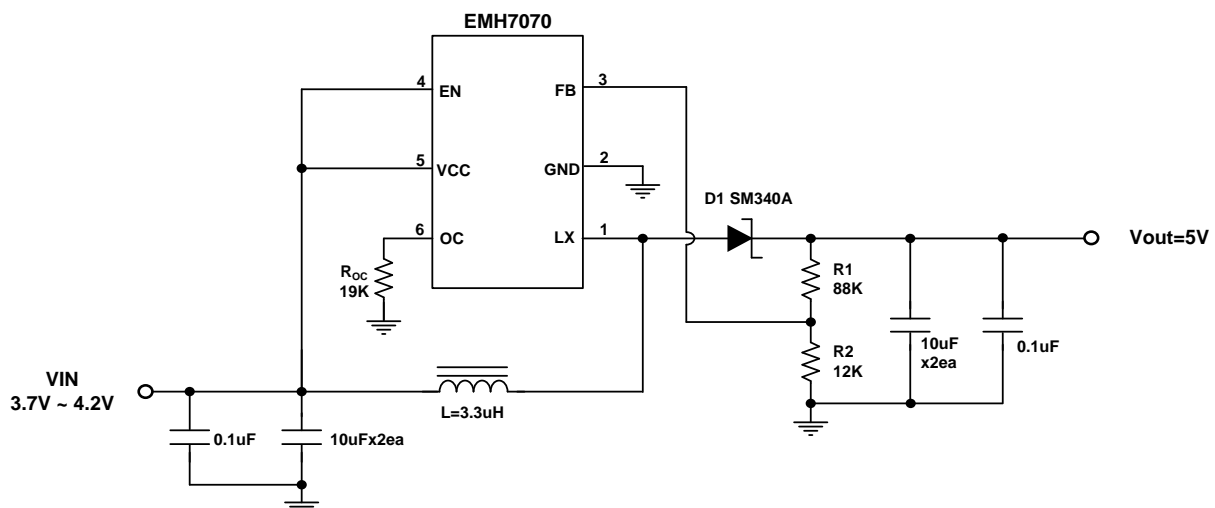 EMH7070
4
EN
FB
3
5
VCC
GND
2
6
OC
LX
1
D1 SM340A
Vout=5V
ROC
19K
R1
88K
10uF
x2ea
0.1uF
R2
12K
VIN
3.7V ~ 4.2V
L=3.3uH
0.1uF
10uFx2ea